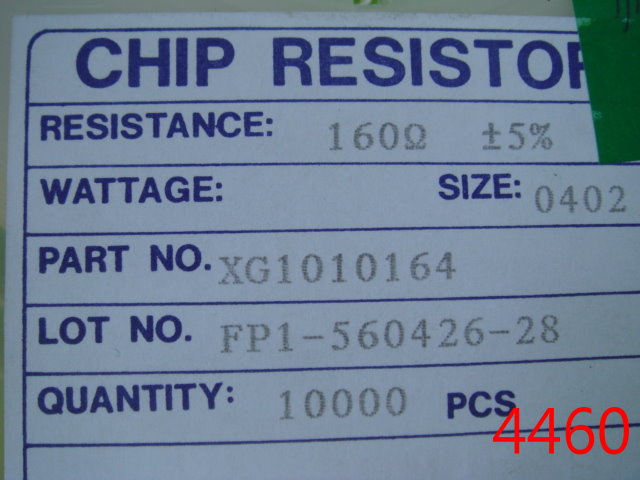 CHIP RESISTOR
RESISTANCE: 160Ω ±5%
WATTAGE: SIZE: 0402
PART NO. XG1010164
LOT NO. FP1-560426-28
QUANTITY: 10000 PCS
4460